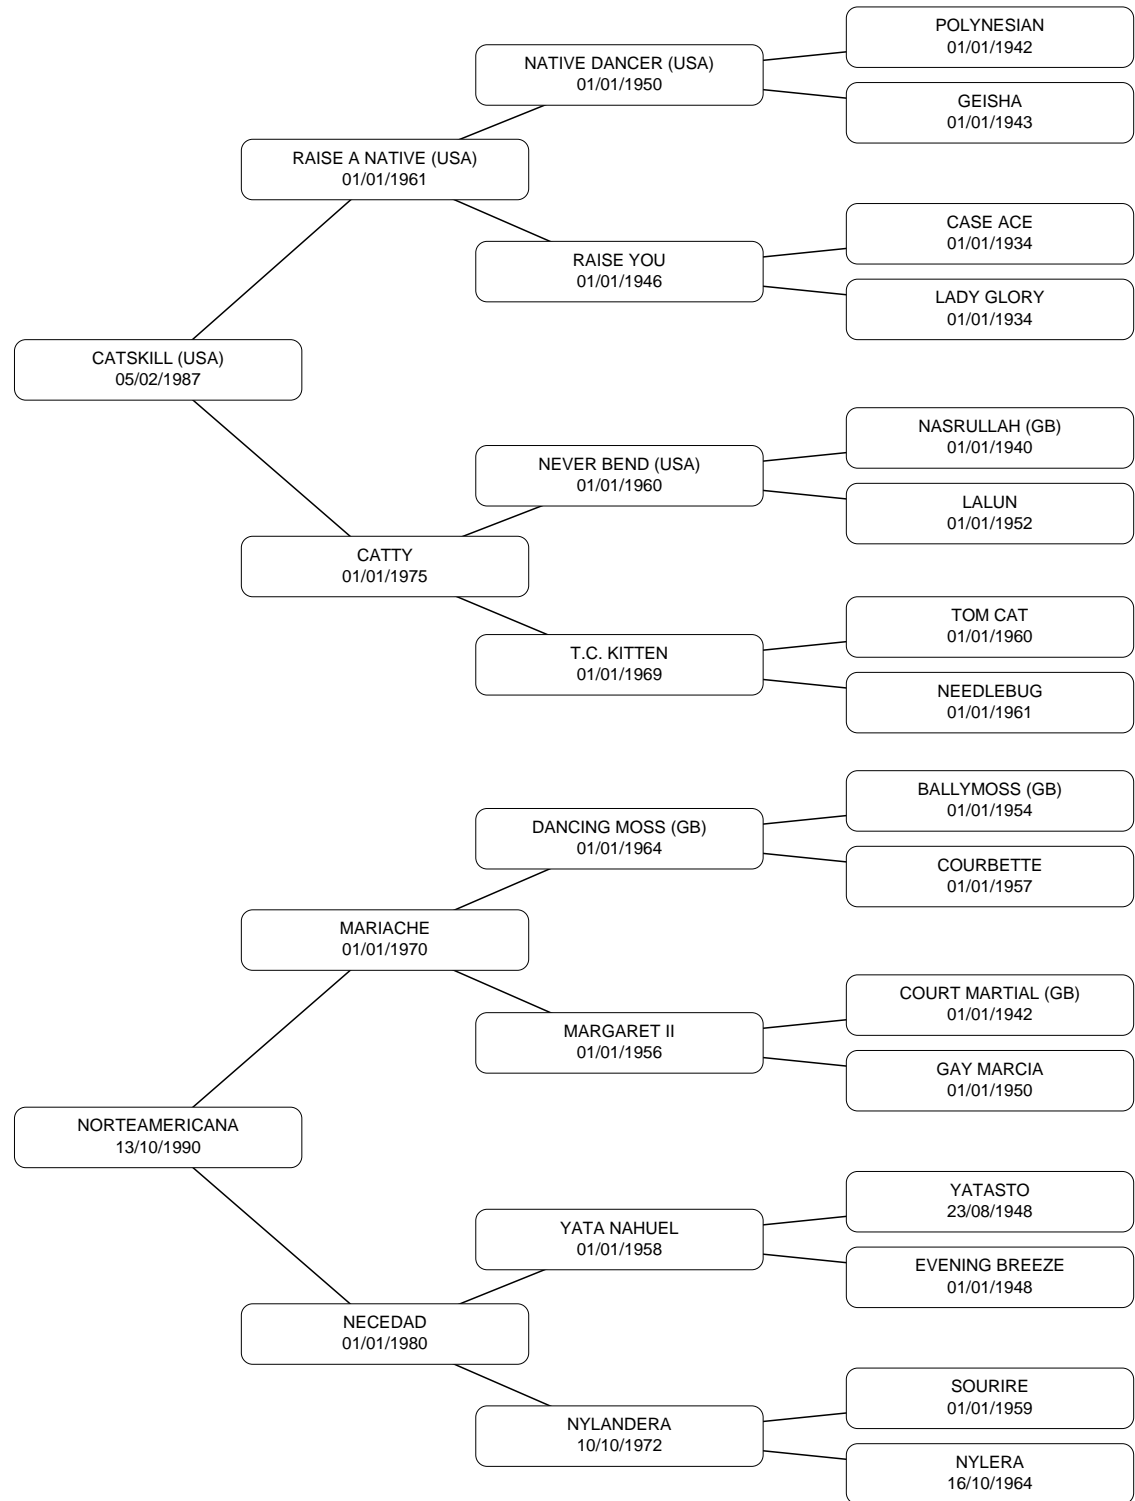 POLYNESIAN
01/01/1942
NATIVE DANCER (USA)
01/01/1950
GEISHA
01/01/1943
RAISE A NATIVE (USA)
01/01/1961
CASE ACE
01/01/1934
RAISE YOU
01/01/1946
LADY GLORY
01/01/1934
CATSKILL (USA)
05/02/1987
NASRULLAH (GB)
01/01/1940
NEVER BEND (USA)
01/01/1960
LALUN
01/01/1952
CATTY
01/01/1975
TOM CAT
01/01/1960
T.C. KITTEN
01/01/1969
NEEDLEBUG
01/01/1961
BALLYMOSS (GB)
01/01/1954
DANCING MOSS (GB)
01/01/1964
COURBETTE
01/01/1957
MARIACHE
01/01/1970
COURT MARTIAL (GB)
01/01/1942
MARGARET II
01/01/1956
GAY MARCIA
01/01/1950
NORTEAMERICANA
13/10/1990
YATASTO
23/08/1948
YATA NAHUEL
01/01/1958
EVENING BREEZE
01/01/1948
NECEDAD
01/01/1980
SOURIRE
01/01/1959
NYLANDERA
10/10/1972
NYLERA
16/10/1964